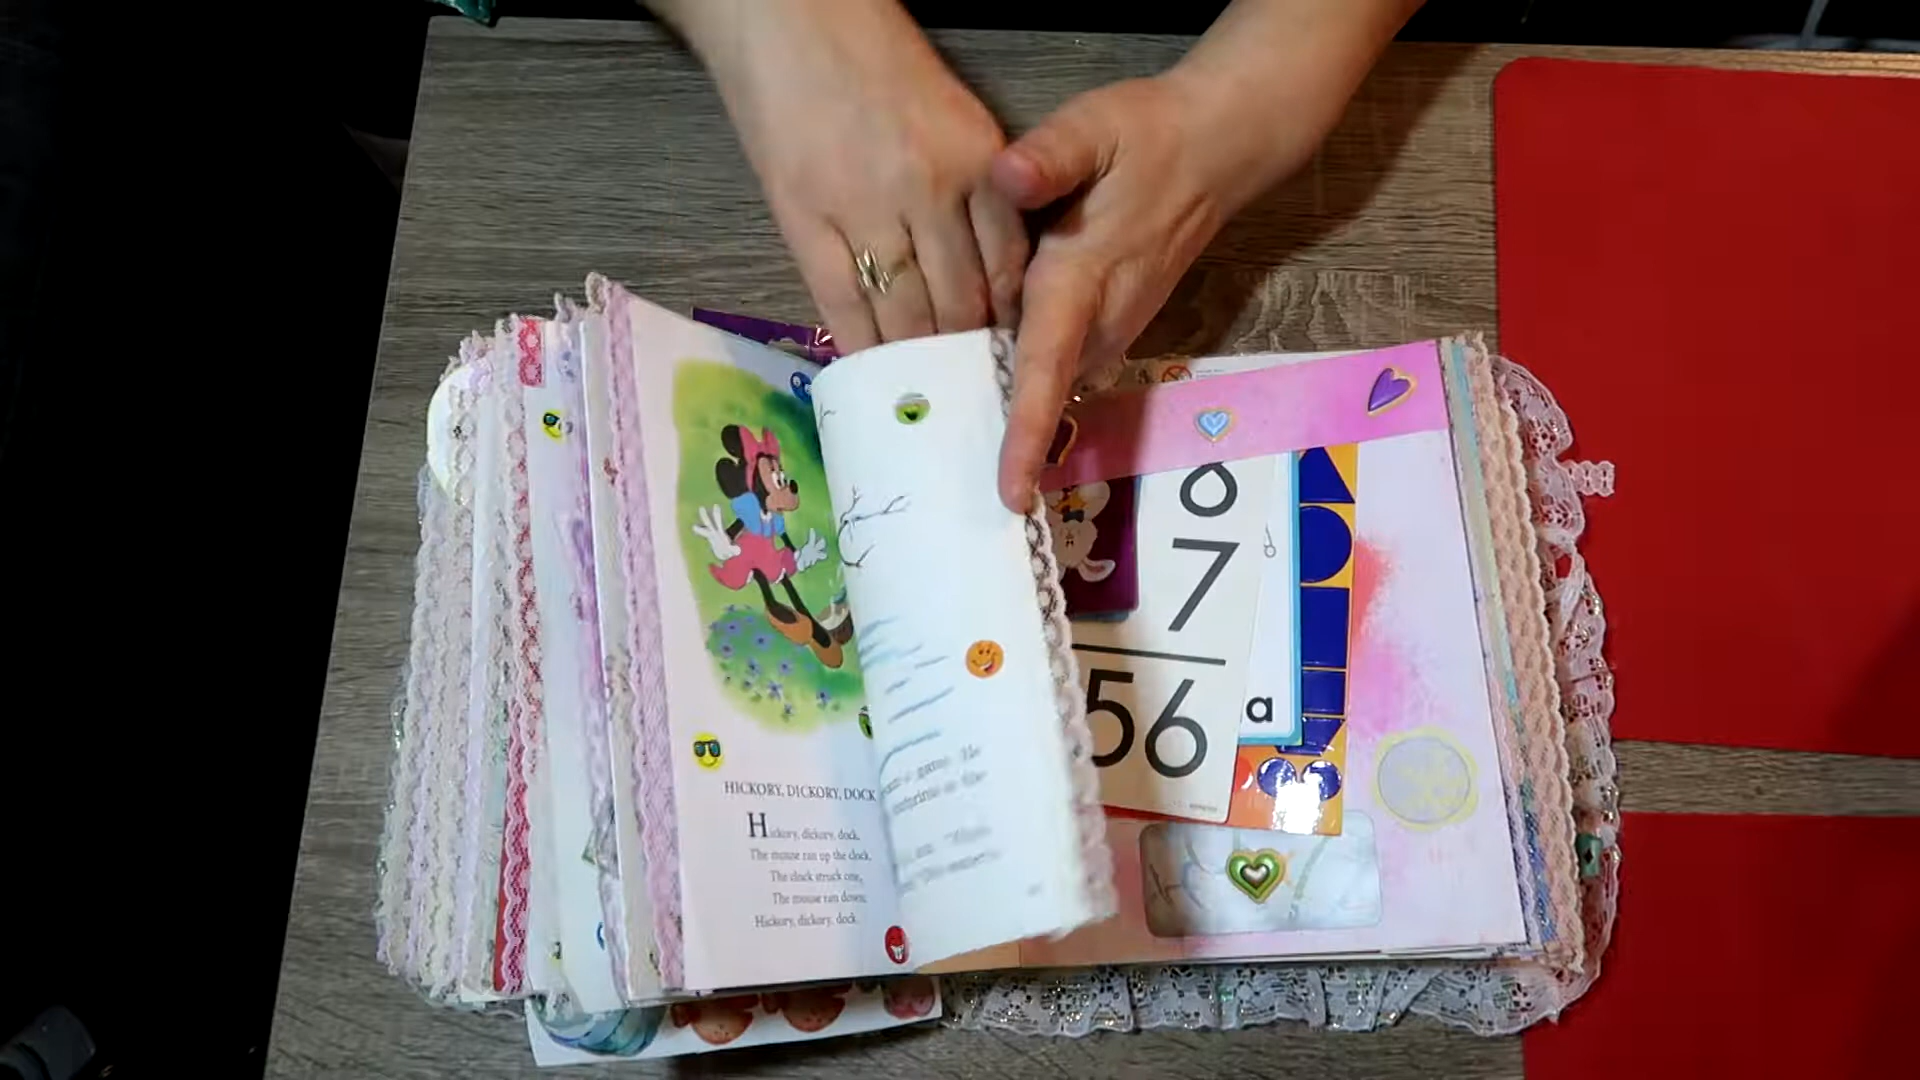 HICKORY, DICKORY, DOCK
Hickory, dickory, dock,
The mouse ran up the clock,
The clock struck one,
The mouse ran down;
Hickory, dickory, dock.
8
7
56
a